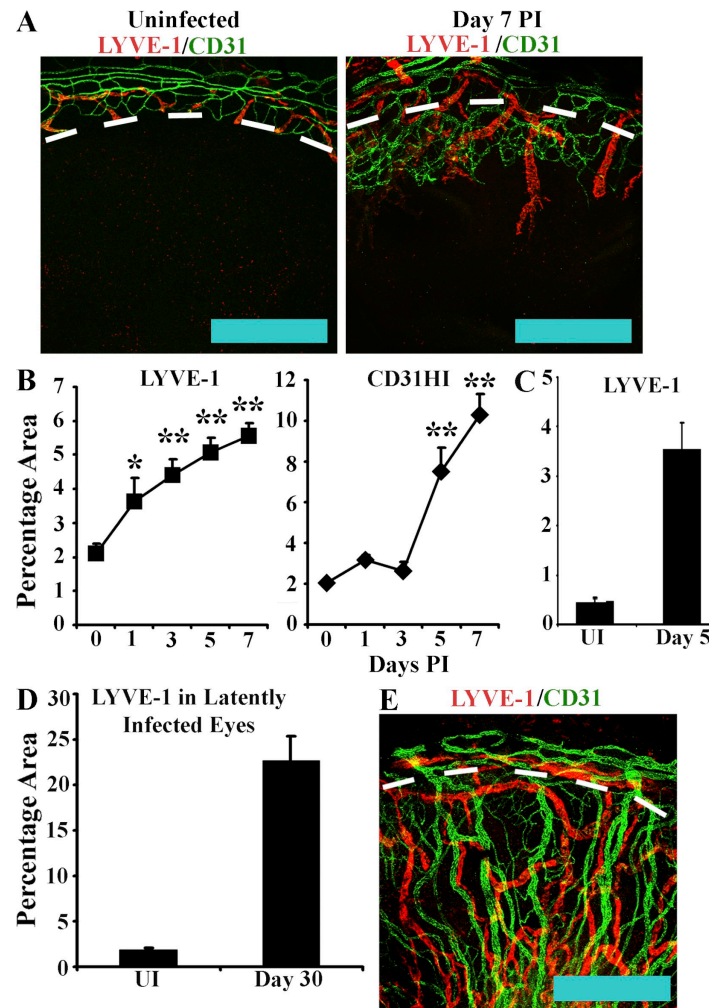 A
Uninfected
LYVE-1/CD31
Day 7 PI
LYVE-1/CD31
B
LYVE-1
Percentage Area
7
6
5
4
3
2
1
0
*
**
**
**
0 1 3 5 7
CD31HI
12
10
8
6
4
2
0
**
**
0 1 3 5 7
Days PI
C
LYVE-1
5
4
3
2
1
0
UI Day 5
D
LYVE-1 in Latently
Infected Eyes
Percentage Area
30
25
20
15
10
5
0
UI Day 30
E
LYVE-1/CD31